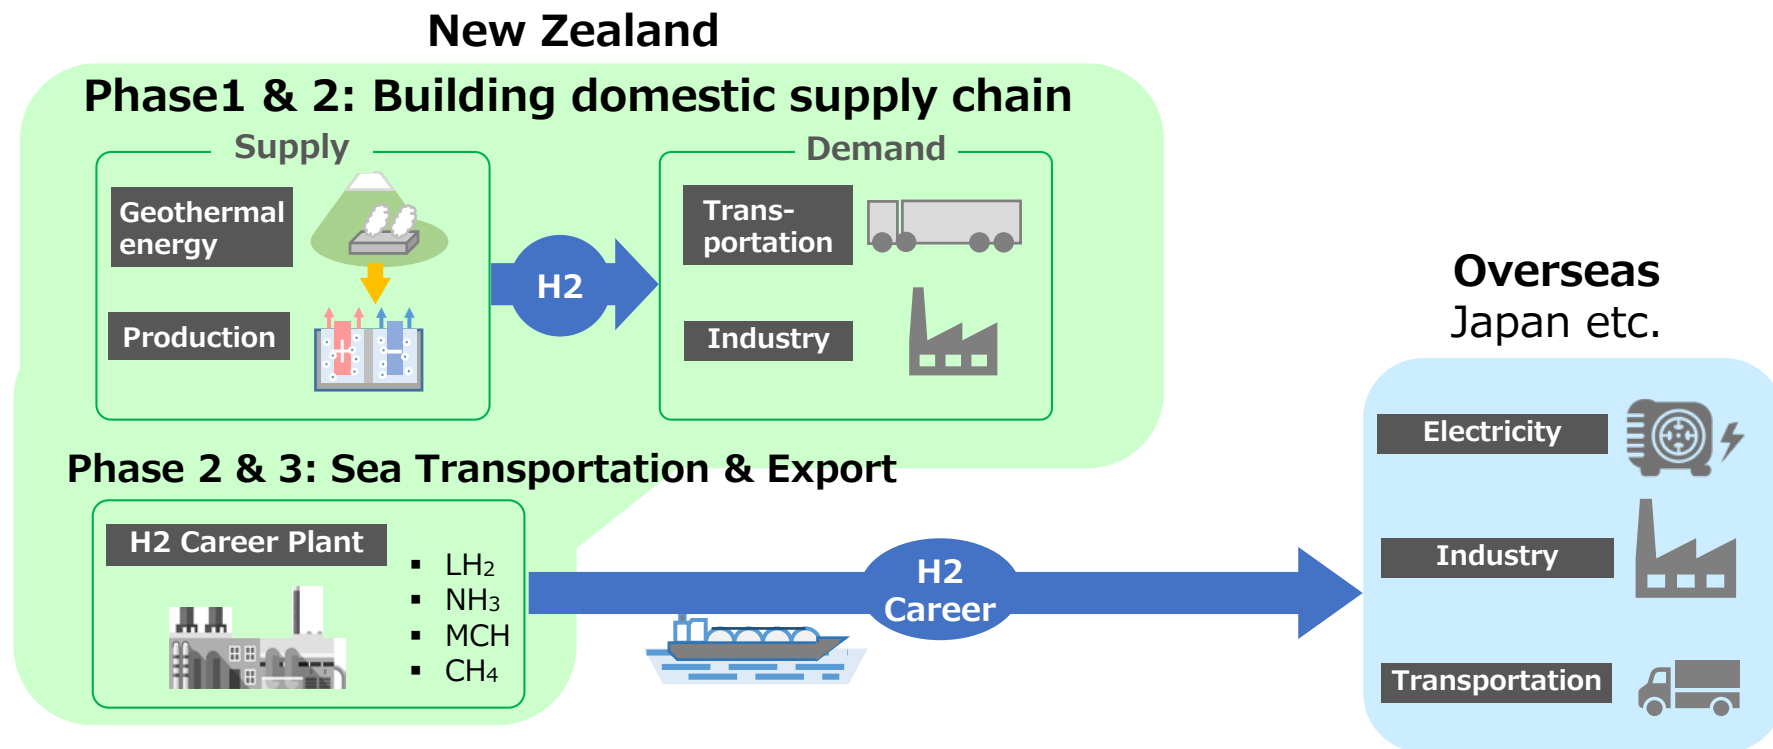 New Zealand
Phase1 & 2: Building domestic supply chain
Supply
Geothermal
energy
Production
H2
Demand
Trans-
portation
Industry
Phase 2 & 3: Sea Transportation & Export
H2 Career Plant
▪ LH₂
▪ NH₃
▪ MCH
▪ CH₄
H2
Career
Overseas
Japan etc.
Electricity
Industry
Transportation